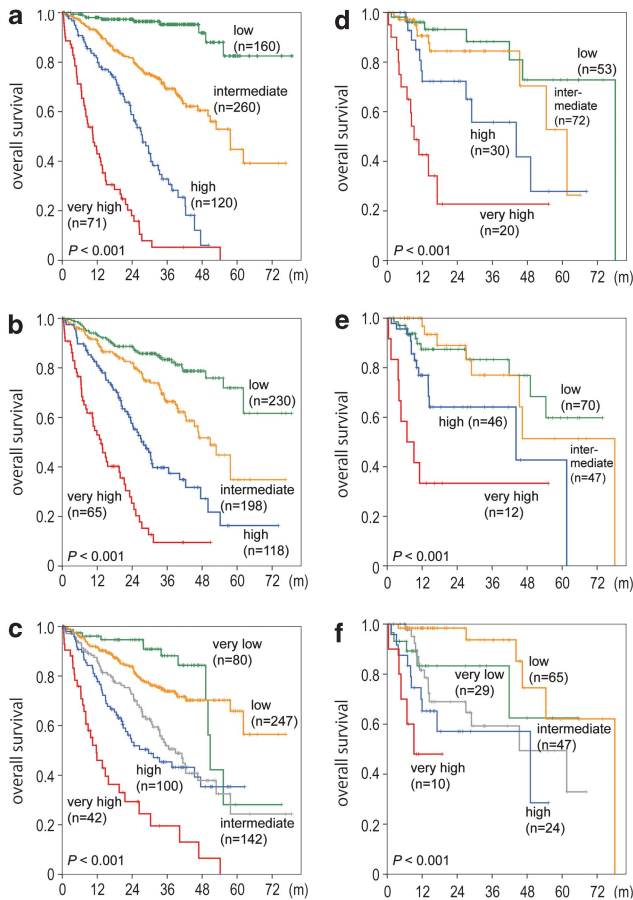 a
overall survival
1.0
0.8
0.6
0.4
0.2
0
low
(n=160)
intermediate
(n=260)
high
(n=120)
very high
(n=71)
P < 0.001
0 12 24 36 48 60 72 (m)
d
overall survival
1.0
0.8
0.6
0.4
0.2
0
low
(n=53)
inter-
mediate
(n=72)
high
(n=30)
very high
(n=20)
P < 0.001
0 12 24 36 48 60 72 (m)
b
overall survival
1.0
0.8
0.6
0.4
0.2
0
low
(n=230)
intermediate
(n=198)
very high
(n=65)
high
(n=118)
P < 0.001
0 12 24 36 48 60 72 (m)
e
overall survival
1.0
0.8
0.6
0.4
0.2
0
low
(n=70)
high (n=46)
inter-
mediate
(n=47)
very high
(n=12)
P < 0.001
0 12 24 36 48 60 72 (m)
c
overall survival
1.0
0.8
0.6
0.4
0.2
0
very low
(n=80)
low
(n=247)
high
(n=100)
very high
(n=42)
intermediate
(n=142)
P < 0.001
0 12 24 36 48 60 72 (m)
f
overall survival
1.0
0.8
0.6
0.4
0.2
0
low
(n=65)
very low
(n=29)
intermediate
(n=47)
very high
(n=10)
high
(n=24)
P < 0.001
0 12 24 36 48 60 72 (m)